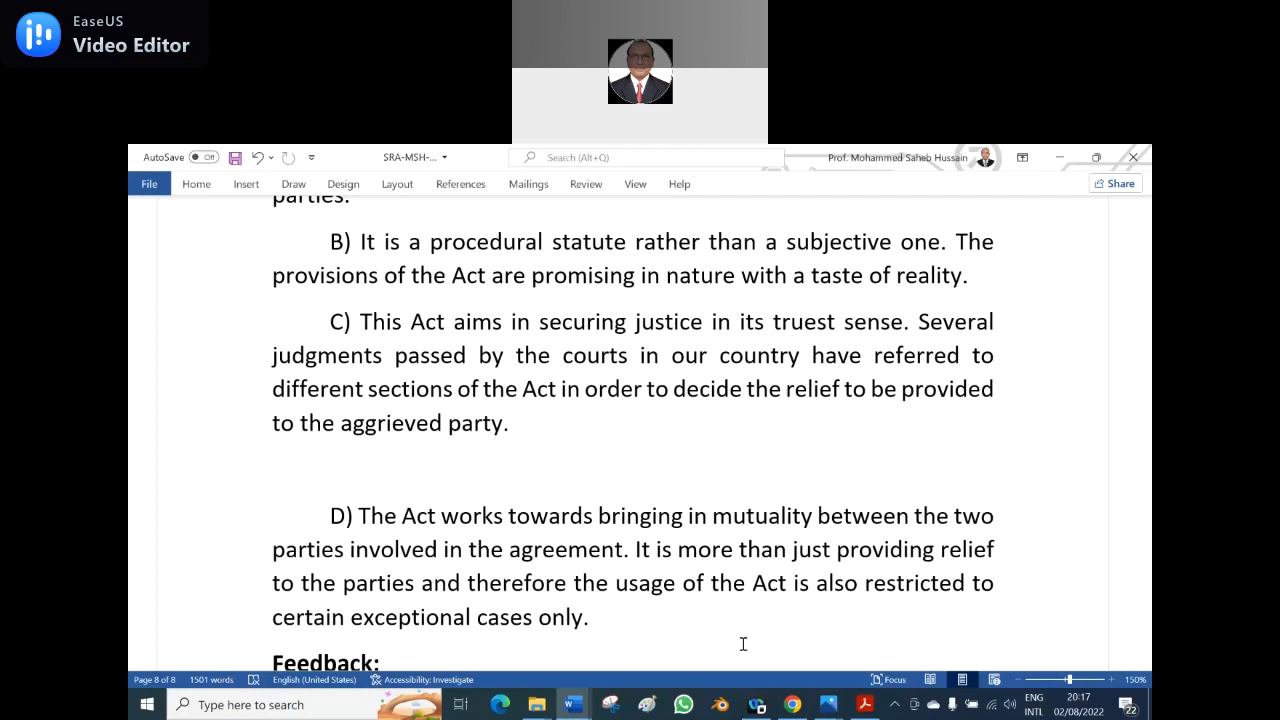 EaseUS
Video Editor
AutoSave Off SRA-MSH-... Search (Alt+Q) Prof. Mohammed Saheb Hussain
File Home Insert Draw Design Layout References Mailings Review View Help Share
parties.
B) It is a procedural statute rather than a subjective one. The
provisions of the Act are promising in nature with a taste of reality.
C) This Act aims in securing justice in its truest sense. Several
judgments passed by the courts in our country have referred to
different sections of the Act in order to decide the relief to be provided
to the aggrieved party.
D) The Act works towards bringing in mutuality between the two
parties involved in the agreement. It is more than just providing relief
to the parties and therefore the usage of the Act is also restricted to
certain exceptional cases only.
Feedback:
Page 8 of 8 1501 words English (United States) Accessibility: Investigate Focus 150%
Type here to search
ENG 20:17
INTL 02/08/2022 22